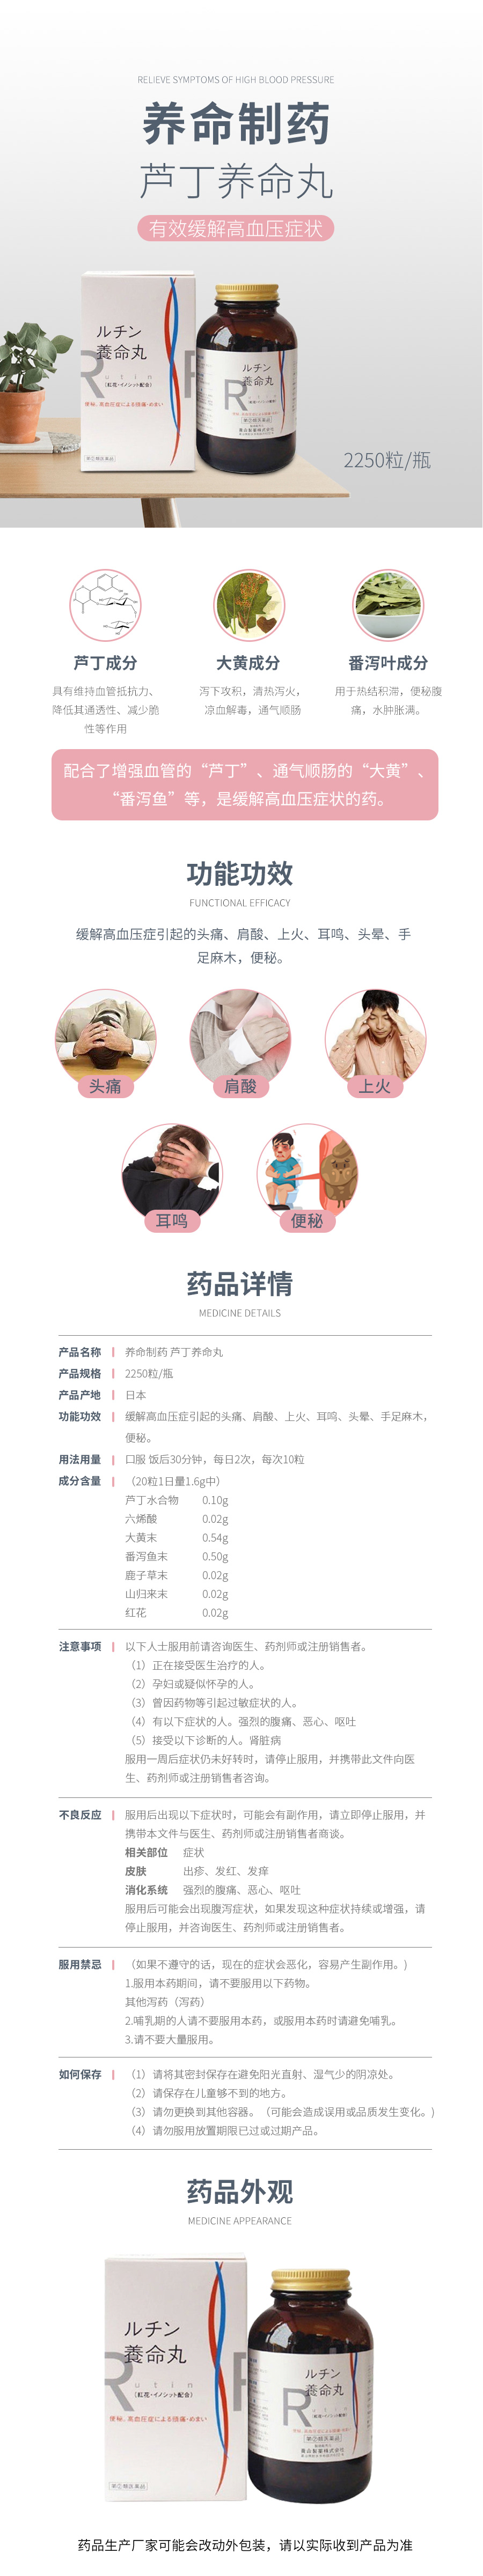 RELIEVE SYMPTOMS OF HIGH BLOOD PRESSURE
养命制药
芦丁养命丸
有效缓解高血压症状
ルチン
養命丸
Rutin
〔紅花・イノシット配合〕
便秘、高血圧症による頭痛・めまい
第②類医薬品
R
ルチン
養命丸
Rutin
〔紅花・イノシット配合〕
第②類医薬品
2250粒/瓶
芦丁成分
具有维持血管抵抗力、
降低其通透性、减少脆
性等作用
大黄成分
泻下攻积，清热泻火，
凉血解毒，通气顺肠
番泻叶成分
用于热结积滞，便秘腹
痛，水肿胀满。
配合了增强血管的“芦丁”、通气顺肠的“大黄”、
“番泻鱼”等，是缓解高血压症状的药。
功能功效
FUNCTIONAL EFFICACY
缓解高血压症引起的头痛、肩酸、上火、耳鸣、头晕、手
足麻木，便秘。
头痛
肩酸
上火
耳鸣
便秘
药品详情
MEDICINE DETAILS
产品名称 养命制药 芦丁养命丸
产品规格 2250粒/瓶
产品产地 日本
功能功效 缓解高血压症引起的头痛、肩酸、上火、耳鸣、头晕、手足麻木，
便秘。
用法用量 口服 饭后30分钟，每日2次，每次10粒
成分含量 （20粒1日量1.6g中）
芦丁水合物 0.10g
六烯酸 0.02g
大黄末 0.54g
番泻鱼末 0.50g
鹿子草末 0.02g
山归来末 0.02g
红花 0.02g
注意事项 以下人士服用前请咨询医生、药剂师或注册销售者。
（1）正在接受医生治疗的人。
（2）孕妇或疑似怀孕的人。
（3）曾因药物等引起过敏症状的人。
（4）有以下症状的人。强烈的腹痛、恶心、呕吐
（5）接受以下诊断的人。肾脏病
服用一周后症状仍未好转时，请停止服用，并携带此文件向医
生、药剂师或注册销售者咨询。
不良反应 服用后出现以下症状时，可能会有副作用，请立即停止服用，并
携带本文件与医生、药剂师或注册销售者商谈。
相关部位 症状
皮肤 出疹、发红、发痒
消化系统 强烈的腹痛、恶心、呕吐
服用后可能会出现腹泻症状，如果发现这种症状持续或增强，请
停止服用，并咨询医生、药剂师或注册销售者。
服用禁忌 （如果不遵守的话，现在的症状会恶化，容易产生副作用。)
1.服用本药期间，请不要服用以下药物。
其他泻药（泻药）
2.哺乳期的人请不要服用本药，或服用本药时请避免哺乳。
3.请不要大量服用。
如何保存 （1）请将其密封保存在避免阳光直射、湿气少的阴凉处。
（2）请保存在儿童够不到的地方。
（3）请勿更换到其他容器。（可能会造成误用或品质发生变化。)
（4）请勿服用放置期限已过或过期产品。
药品外观
MEDICINE APPEARANCE
ルチン
養命丸
Rutin
〔紅花・イノシット配合〕
便秘、高血圧症による頭痛・めまい
第②類医薬品
R
ルチン
養命丸
Rutin
〔紅花・イノシット配合〕
第②類医薬品
药品生产厂家可能会改动外包装，请以实际收到产品为准